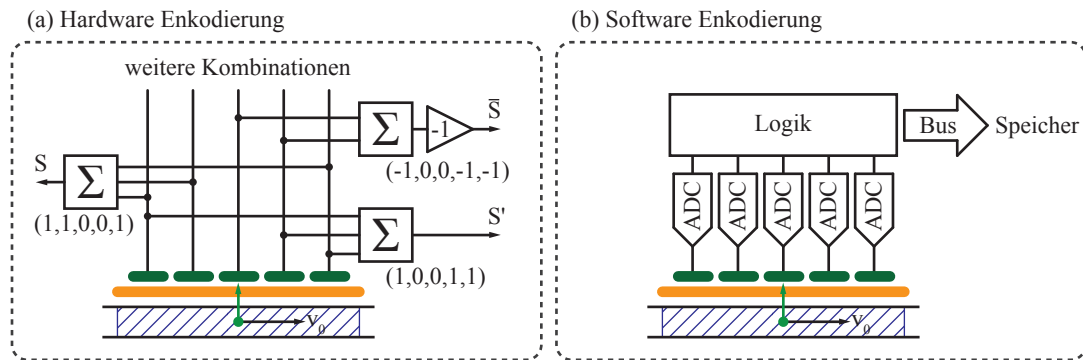 (a) Hardware Enkodierung
weitere Kombinationen
S
Σ
(1,1,0,0,1)
Σ
-1
S̅
(-1,0,0,-1,-1)
Σ
S'
(1,0,0,1,1)
v₀
(b) Software Enkodierung
Logik
Bus
Speicher
ADC
ADC
ADC
ADC
ADC
v₀